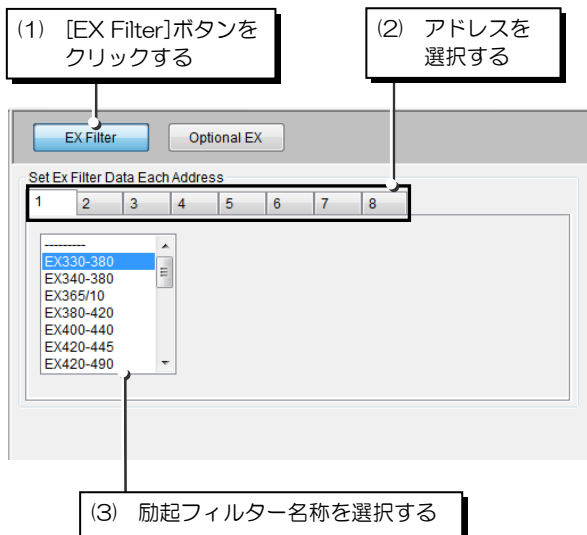 (1) [EX Filter]ボタンを
クリックする
(2) アドレスを
選択する
EX Filter
Optional EX
Set Ex Filter Data Each Address
1 2 3 4 5 6 7 8
---------
EX330-380
EX340-380
EX365/10
EX380-420
EX400-440
EX420-445
EX420-490
(3) 励起フィルター名称を選択する